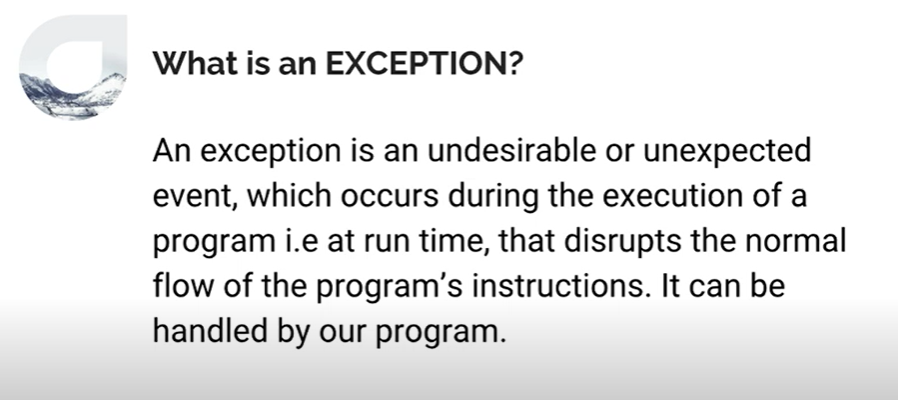 What is an EXCEPTION?
An exception is an undesirable or unexpected
event, which occurs during the execution of a
program i.e at run time, that disrupts the normal
flow of the program’s instructions. It can be
handled by our program.